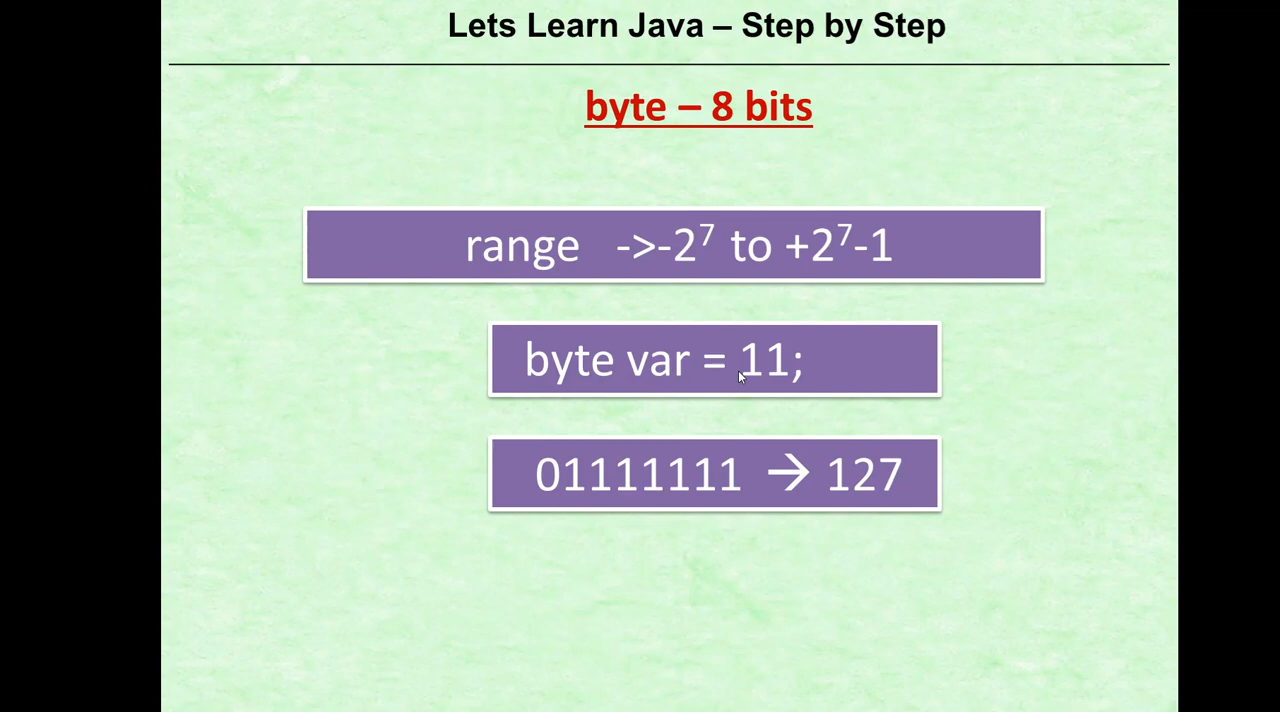 Lets Learn Java – Step by Step
byte – 8 bits
range ->-2⁷ to +2⁷-1
byte var = 11;
01111111 → 127